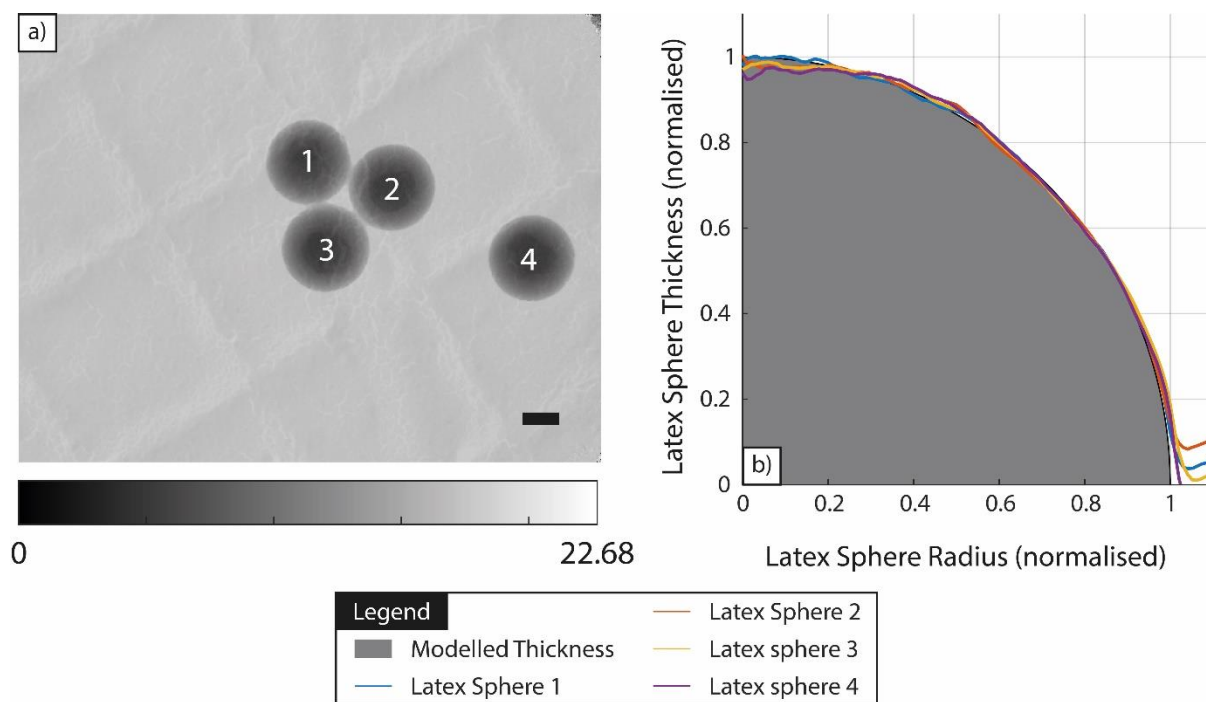 a)
1
2
3
4
0
22.68
Latex Sphere Thickness (normalised)
1
0.8
0.6
0.4
0.2
0
b)
0
0.2
0.4
0.6
0.8
1
Latex Sphere Radius (normalised)
Legend
Modelled Thickness
Latex Sphere 1
Latex Sphere 2
Latex sphere 3
Latex sphere 4